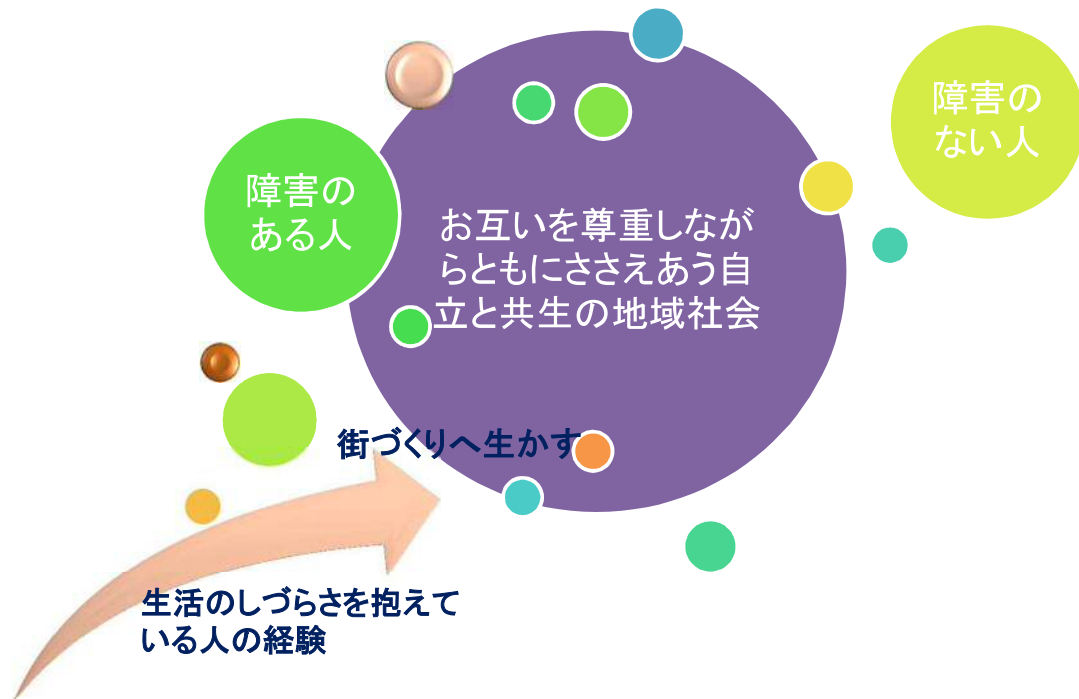 障害の
ない人
障害の
ある人
お互いを尊重しなが
らともにささえあう自
立と共生の地域社会
街づくりへ生かす
生活のしづらさを抱えて
いる人の経験